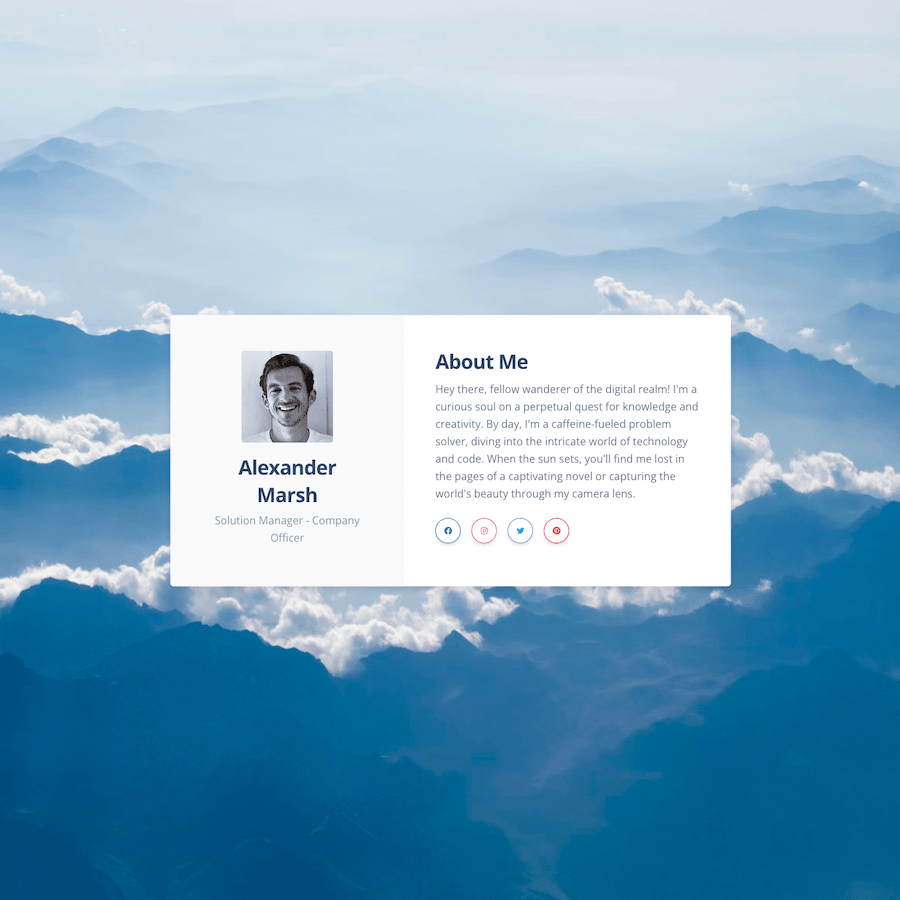 Alexander
Marsh
Solution Manager - Company
Officer
About Me
Hey there, fellow wanderer of the digital realm! I'm a
curious soul on a perpetual quest for knowledge and
creativity. By day, I'm a caffeine-fueled problem
solver, diving into the intricate world of technology
and code. When the sun sets, you'll find me lost in
the pages of a captivating novel or capturing the
world's beauty through my camera lens.